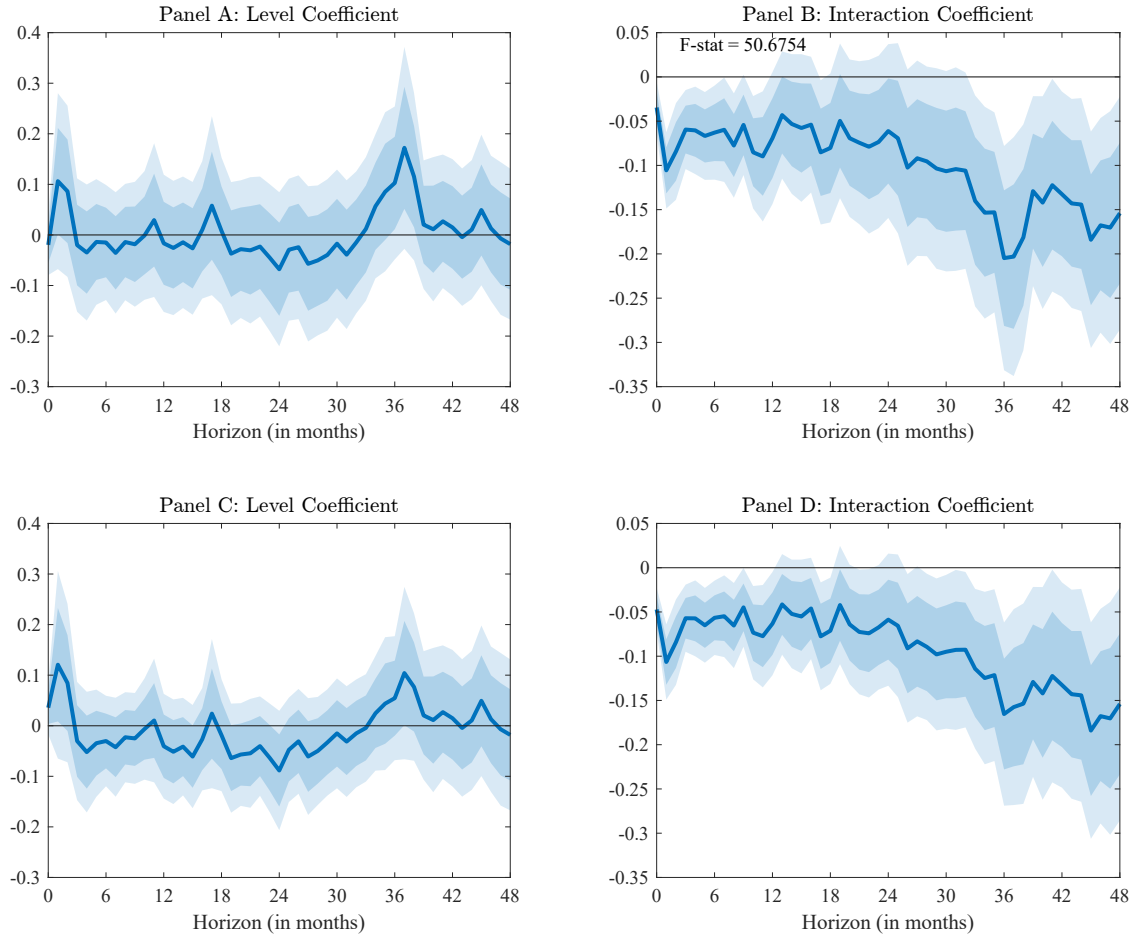 Panel A: Level Coefficient
0.4
0.3
0.2
0.1
0
-0.1
-0.2
-0.3
0 6 12 18 24 30 36 42 48
Horizon (in months)
Panel B: Interaction Coefficient
F-stat = 50.6754
0.05
0
-0.05
-0.1
-0.15
-0.2
-0.25
-0.3
-0.35
0 6 12 18 24 30 36 42 48
Horizon (in months)
Panel C: Level Coefficient
0.4
0.3
0.2
0.1
0
-0.1
-0.2
-0.3
0 6 12 18 24 30 36 42 48
Horizon (in months)
Panel D: Interaction Coefficient
0.05
0
-0.05
-0.1
-0.15
-0.2
-0.25
-0.3
-0.35
0 6 12 18 24 30 36 42 48
Horizon (in months)